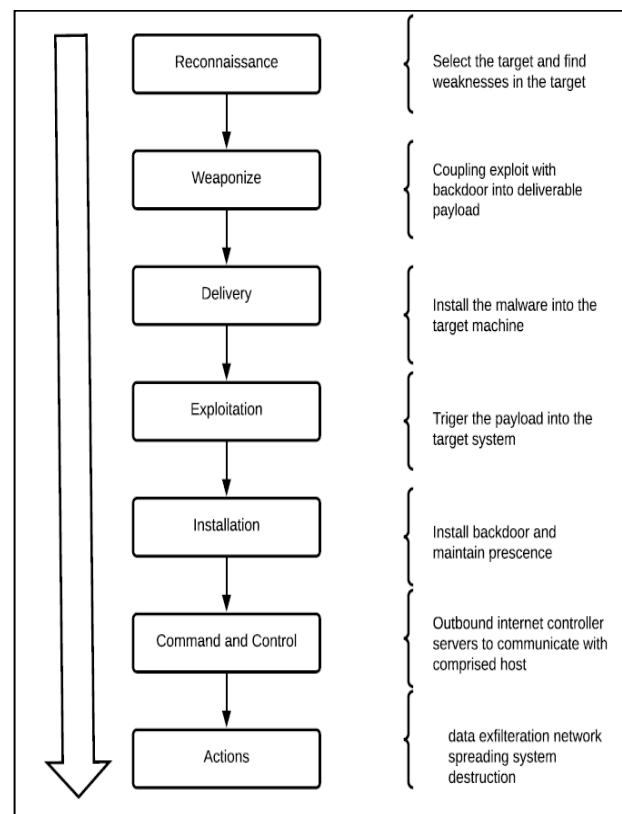 Reconnaissance
Select the target and find
weaknesses in the target
Weaponize
Coupling exploit with
backdoor into deliverable
payload
Delivery
Install the malware into the
target machine
Exploitation
Triger the payload into the
target system
Installation
Install backdoor and
maintain prescence
Command and Control
Outbound internet controller
servers to communicate with
comprised host
Actions
data exfilteration network
spreading system
destruction